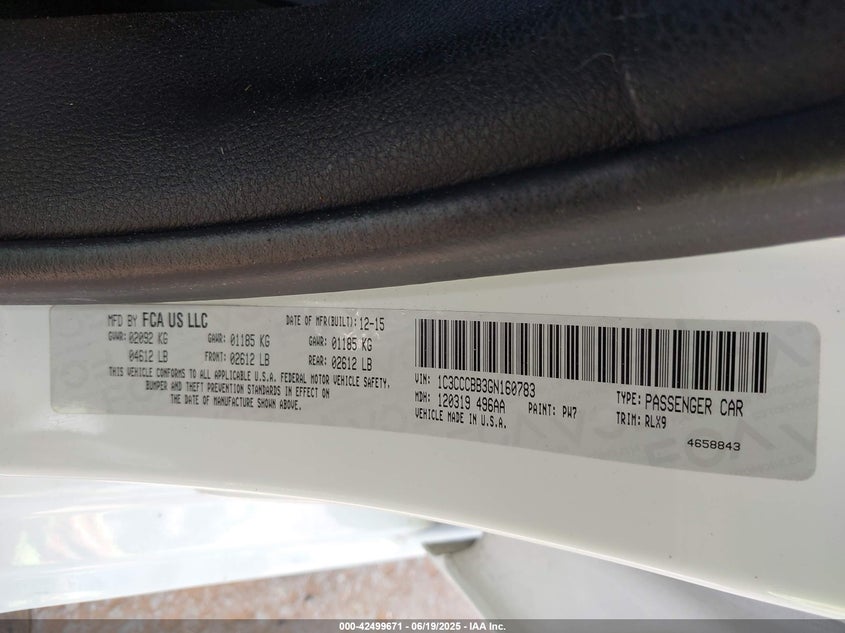 MFD BY FCA US LLC
DATE OF MFR(BUILT): 12-15
GVWR: 02092 KG
GAWR: 01185 KG
GAWR: 01185 KG
04612 LB
FRONT: 02612 LB
REAR: 02612 LB
THIS VEHICLE CONFORMS TO ALL APPLICABLE U.S.A. FEDERAL MOTOR VEHICLE SAFETY,
BUMPER AND THEFT PREVENTION STANDARDS IN EFFECT ON
THE DATE OF MANUFACTURE SHOWN ABOVE.
VIN: 1C3CCCBB3GN160783
TYPE: PASSENGER CAR
MDH: 120319 496AA
PAINT: PW7
TRIM: RLX9
VEHICLE MADE IN U.S.A.
4658843
000-42499671 - 06/19/2025 - IAA Inc.